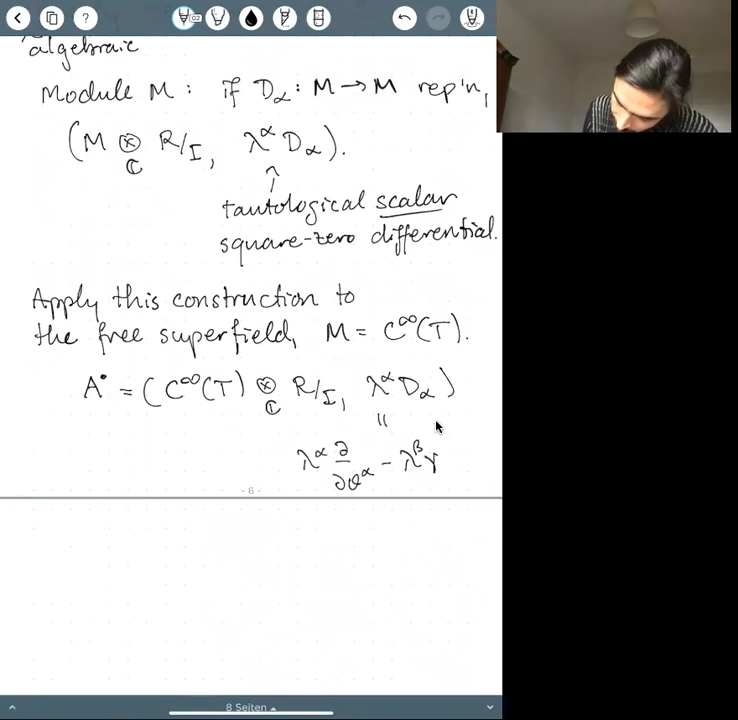 algebraic
Module M : if D_α : M → M rep'n,
(M ⊗_ℂ R/I, λ^α D_α).
↑
tautological scalar
square-zero differential.
Apply this construction to
the free superfield, M = C^∞(T).
A^• = (C^∞(T) ⊗_ℂ R/I, λ^α D_α)
=
λ^α ∂/∂θ^α - λ^β γ
- 6 -
8 Seiten